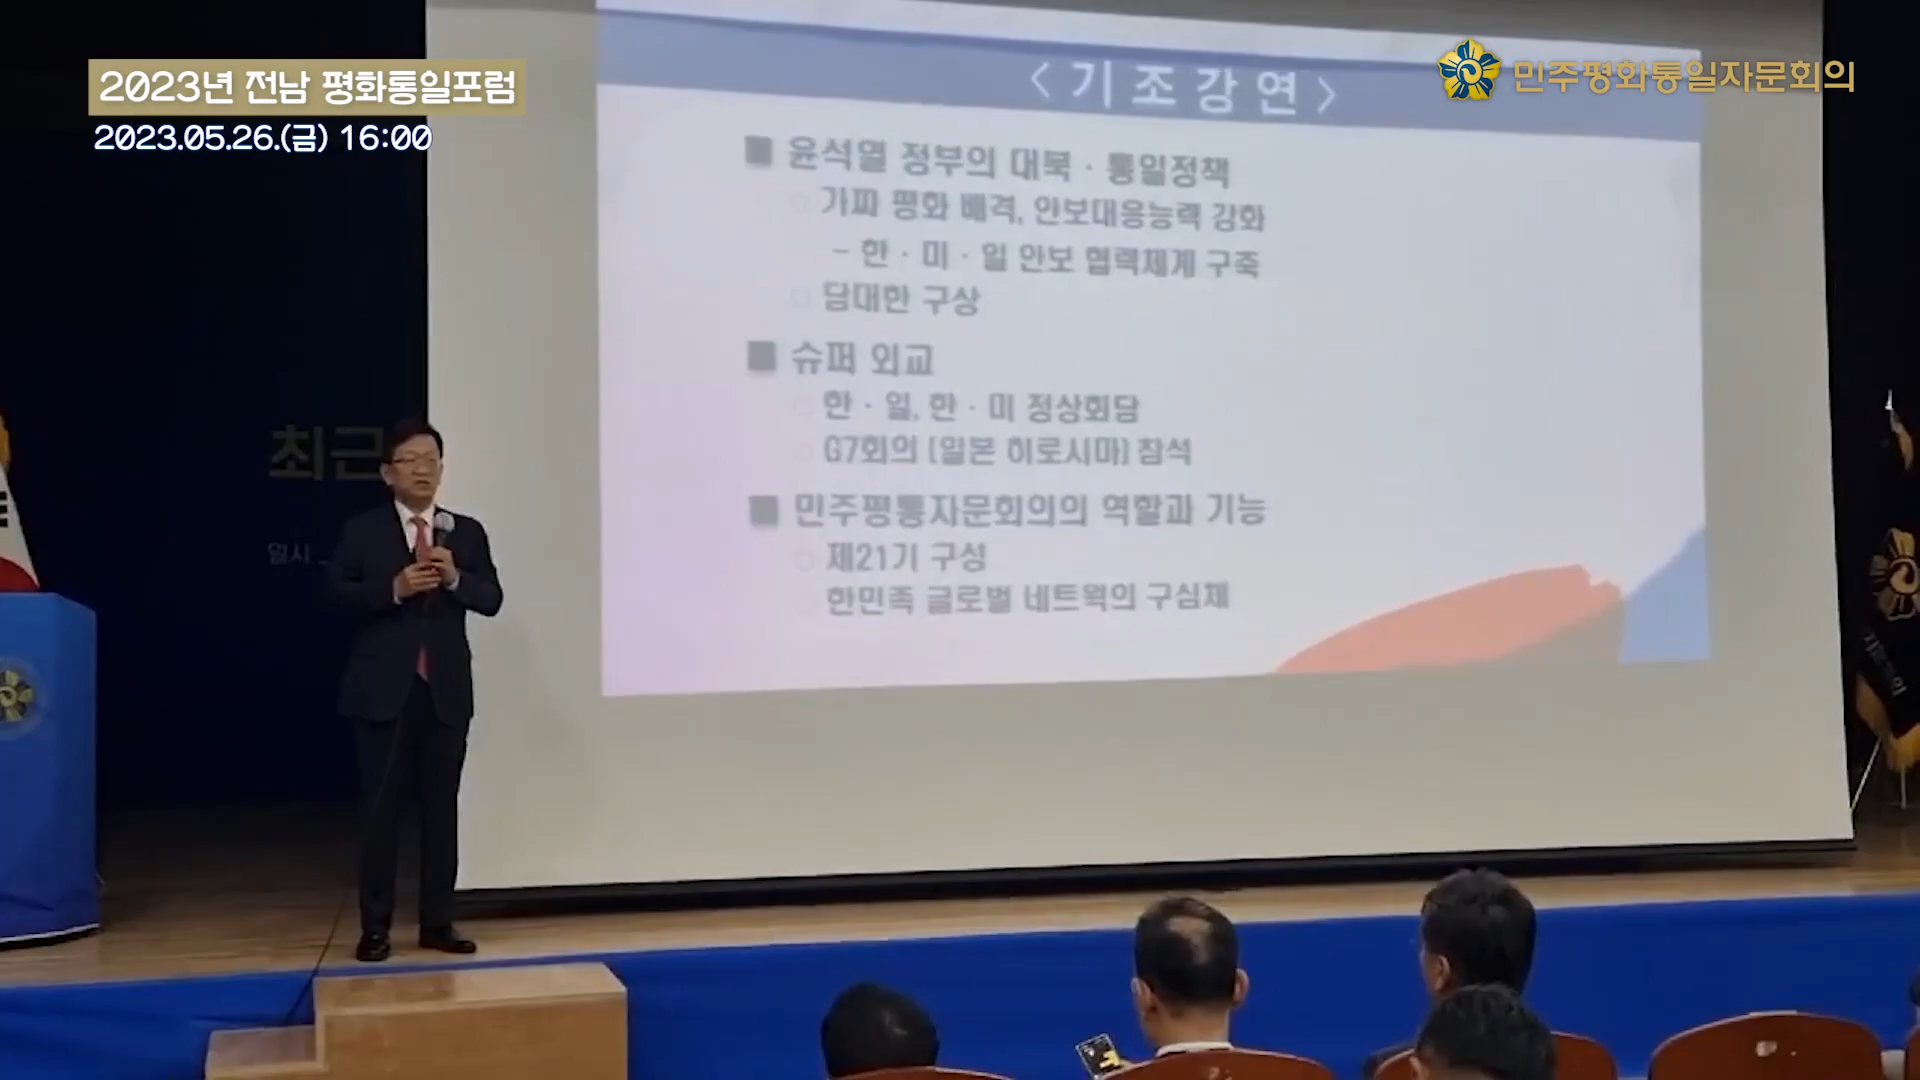 2023년 전남 평화통일포럼
2023.05.26.(금) 16:00
민주평화통일자문회의
<기조강연>
■ 윤석열 정부의 대북·통일정책
○ 가짜 평화 배격, 안보대응능력 강화
- 한·미·일 안보 협력체계 구축
○ 담대한 구상
■ 슈퍼 외교
○ 한·일, 한·미 정상회담
○ G7회의 (일본 히로시마) 참석
■ 민주평통자문회의의 역할과 기능
○ 제21기 구성
○ 한민족 글로벌 네트웍의 구심체
최근
일시